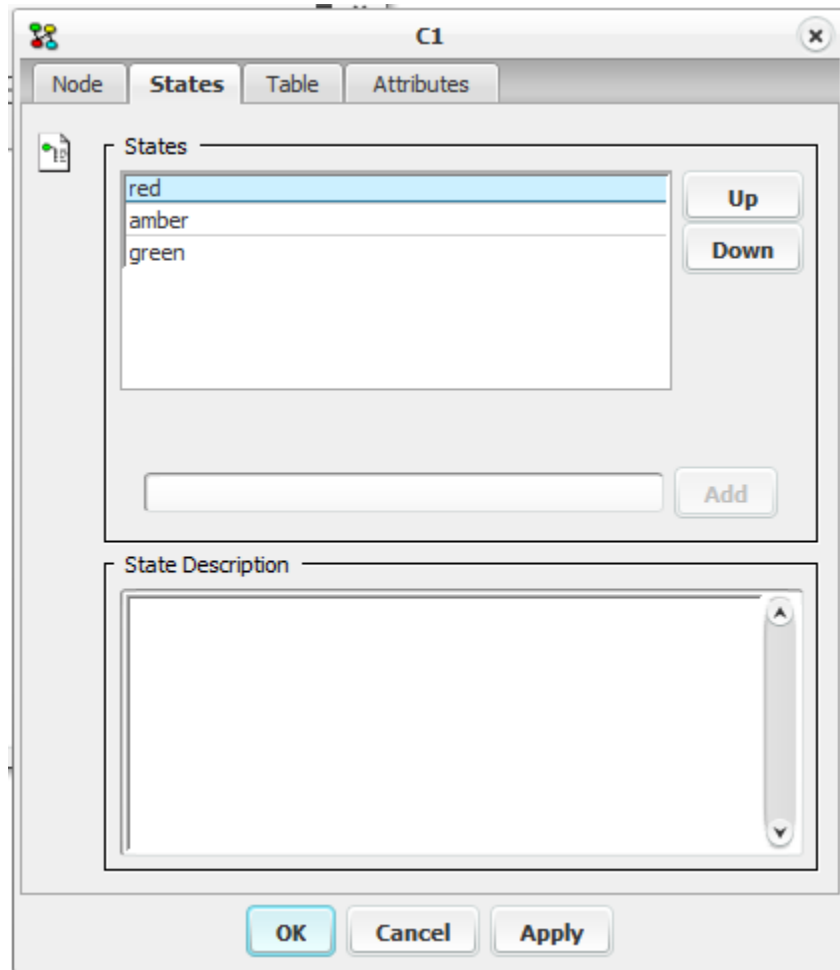 C1
Node States Table Attributes
States
red
amber
green
Up
Down
Add
State Description
OK Cancel Apply